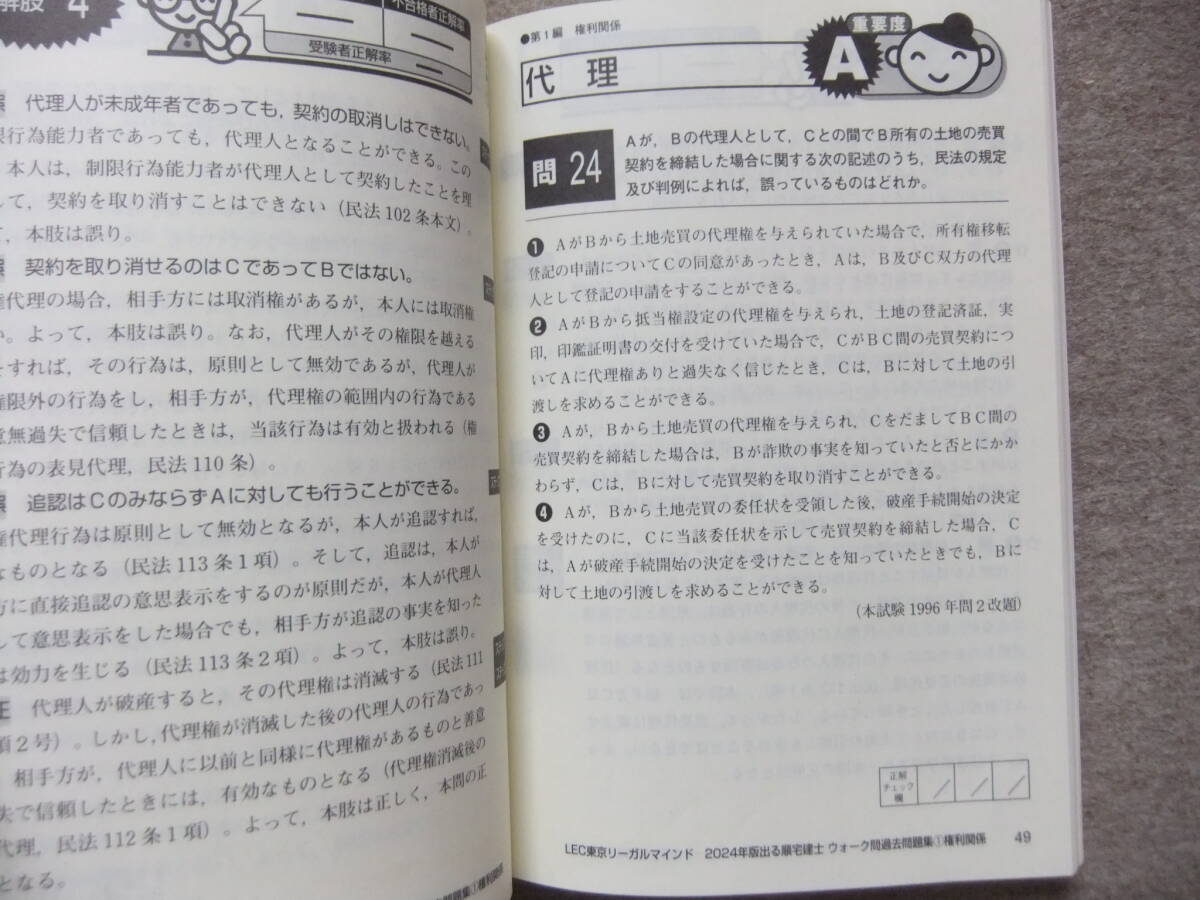 解肢 4
不合格者正解率
受験者正解率
代理人が未成年者であっても，契約の取消しはできない。
限行為能力者であっても，代理人となることができる。この
本人は，制限行為能力者が代理人として契約したことを理
して，契約を取り消すことはできない（民法102条本文）。
て，本肢は誤り。
契約を取り消せるのはCであってBではない。
権代理の場合，相手方には取消権があるが，本人には取消権
い。よって，本肢は誤り。なお，代理人がその権限を越える
をすれば，その行為は，原則として無効であるが，代理人が
権限外の行為をし，相手方が，代理権の範囲内の行為である
意無過失で信頼したときは，当該行為は有効と扱われる（権
行為の表見代理，民法110条）。
追認はCのみならずAに対しても行うことができる。
権代理行為は原則として無効となるが，本人が追認すれば，
なものとなる（民法113条1項）。そして，追認は，本人が
方に直接追認の意思表示をするのが原則だが，本人が代理人
して意思表示をした場合でも，相手方が追認の事実を知った
は効力を生じる（民法113条2項）。よって，本肢は誤り。
正 代理人が破産すると，その代理権は消滅する（民法111
項2号）。しかし，代理権が消滅した後の代理人の行為であっ
，相手方が，代理人に以前と同様に代理権があるものと善意
失で信頼したときには，有効なものとなる（代理権消滅後の
代理，民法112条1項）。よって，本肢は正しく，本問の正
となる。
問題集①権利関係
●第1編 権利関係
代 理
重要度
A
問 24
Aが，Bの代理人として，Cとの間でB所有の土地の売買
契約を締結した場合に関する次の記述のうち，民法の規定
及び判例によれば，誤っているものはどれか。
❶ AがBから土地売買の代理権を与えられていた場合で，所有権移転
登記の申請についてCの同意があったとき，Aは，B及びC双方の代理
人として登記の申請をすることができる。
❷ AがBから抵当権設定の代理権を与えられ，土地の登記済証，実
印，印鑑証明書の交付を受けていた場合で，CがBC間の売買契約につ
いてAに代理権ありと過失なく信じたとき，Cは，Bに対して土地の引
渡しを求めることができる。
❸ Aが，Bから土地売買の代理権を与えられ，CをだましてBC間の
売買契約を締結した場合は，Bが詐欺の事実を知っていたと否とにかか
わらず，Cは，Bに対して売買契約を取り消すことができる。
❹ Aが，Bから土地売買の委任状を受領した後，破産手続開始の決定
を受けたのに，Cに当該委任状を示して売買契約を締結した場合，C
は，Aが破産手続開始の決定を受けたことを知っていたときでも，Bに
対して土地の引渡しを求めることができる。
（本試験1996年問2改題）
正解
チェック
欄
LEC東京リーガルマインド 2024年版出る順宅建士 ウォーク問過去問題集①権利関係 49